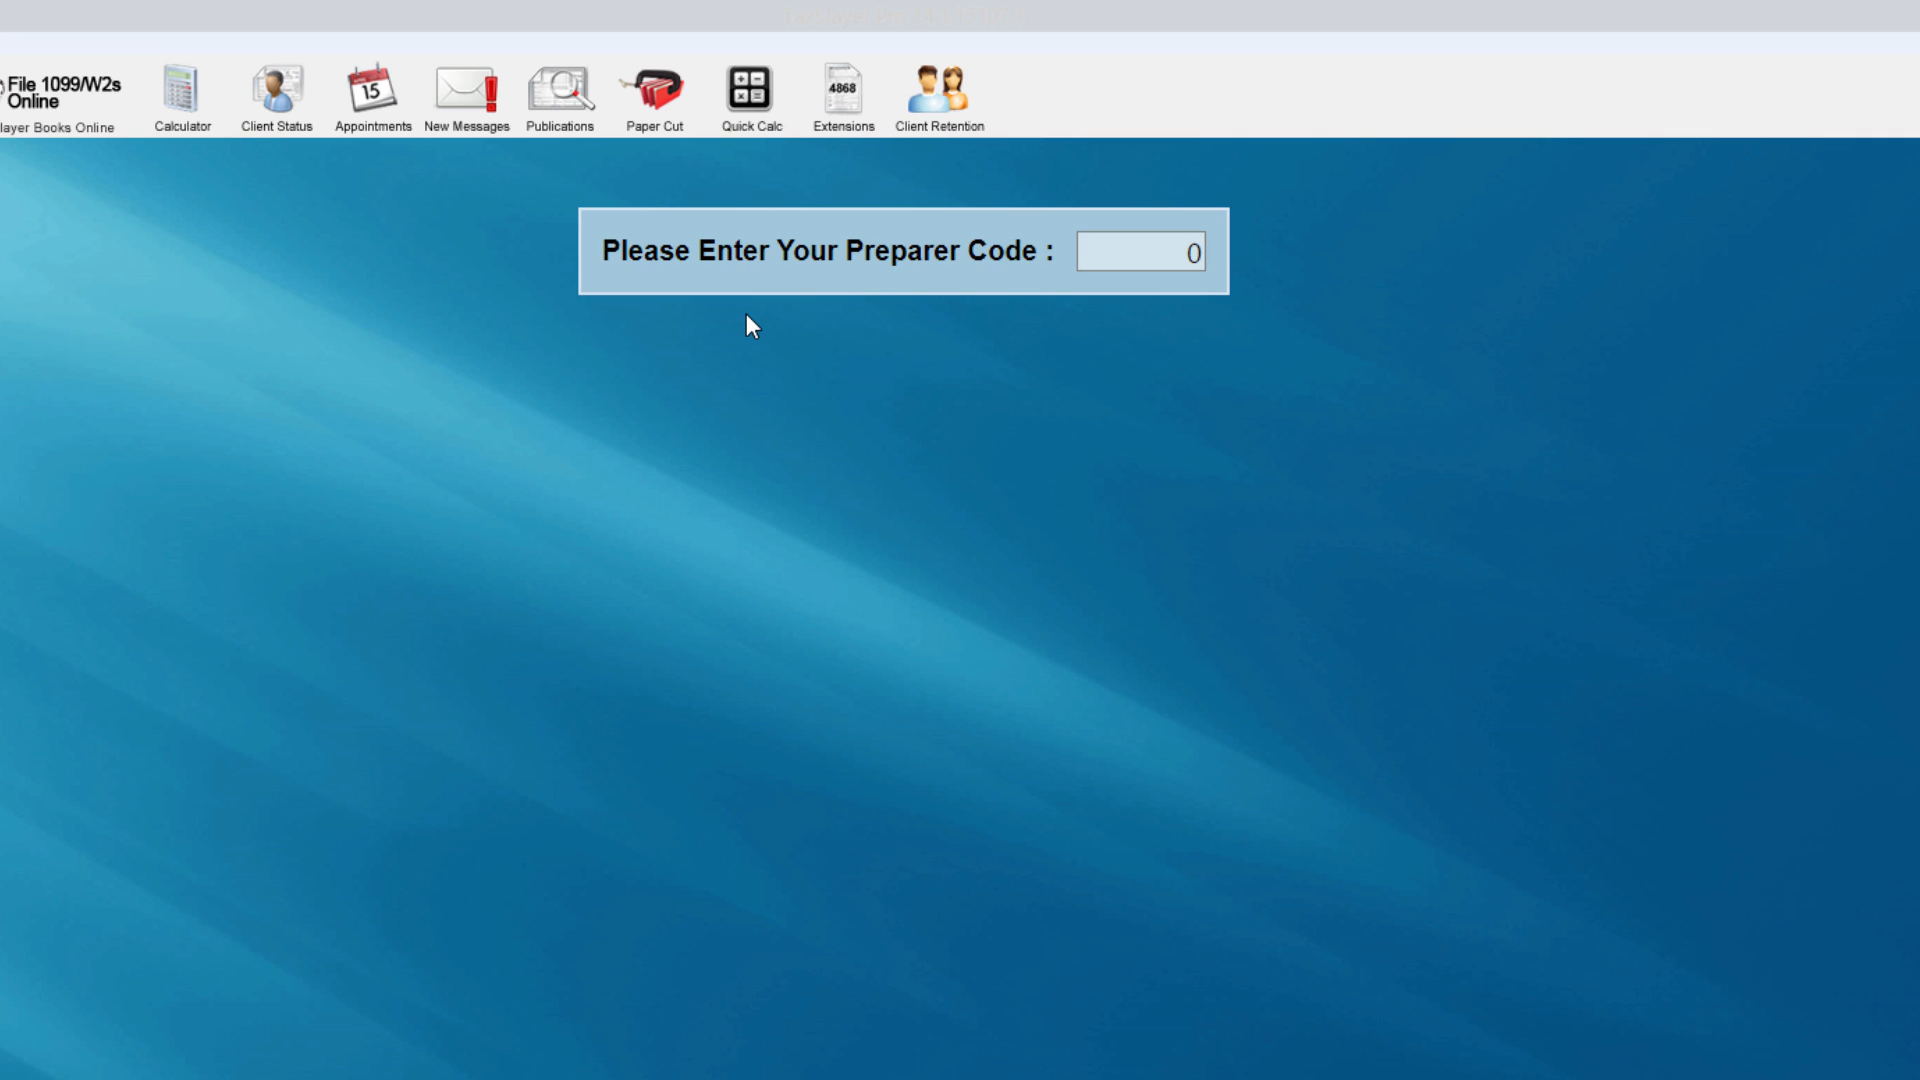 File 1099/W2s
Online
layer Books Online
Calculator
Client Status
15
Appointments
New Messages
Publications
Paper Cut
Quick Calc
4868
Extensions
Client Retention
Please Enter Your Preparer Code : 0